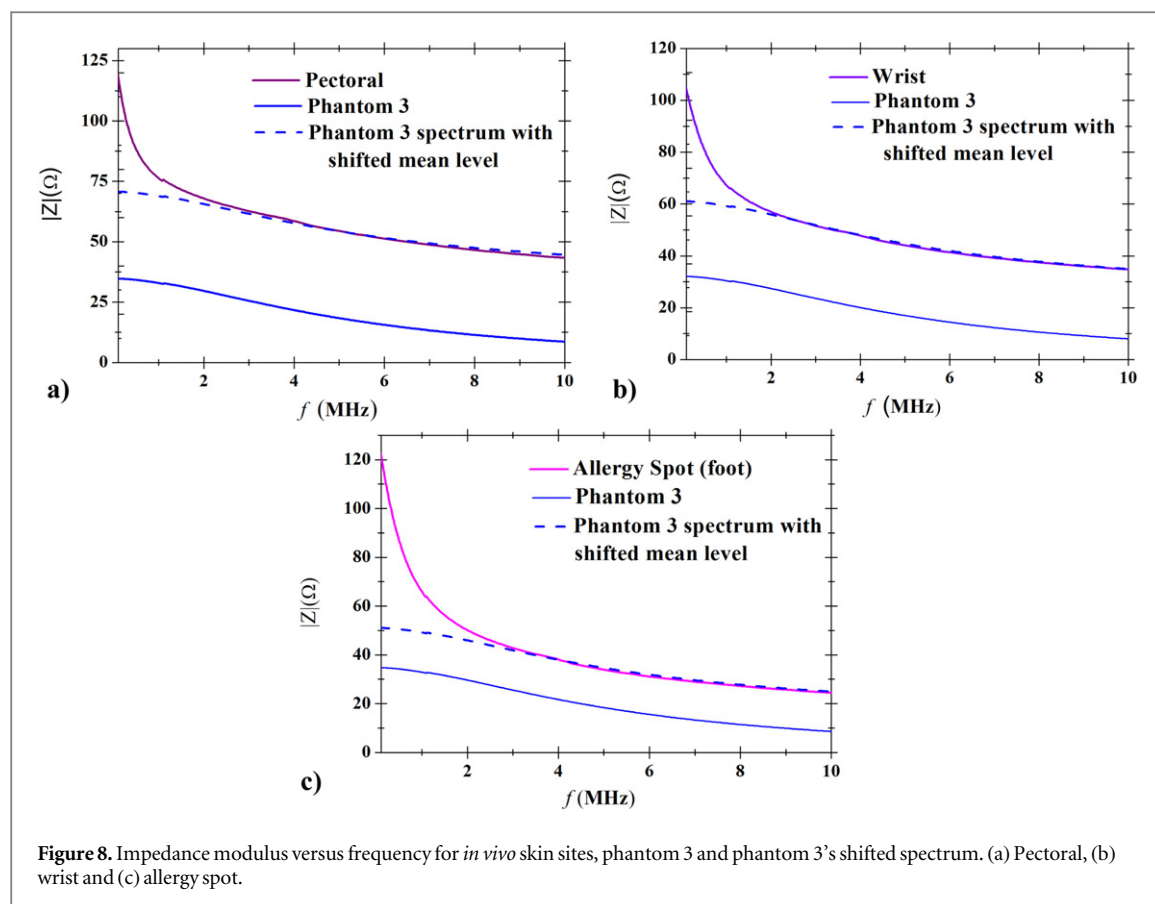 125
100
75
50
25
0
|Z|(Ω)
Pectoral
Phantom 3
Phantom 3 spectrum with
shifted mean level
2
4
6
8
10
a)
f (MHz)
120
100
80
60
40
20
0
|Z|(Ω)
Wrist
Phantom 3
Phantom 3 spectrum with
shifted mean level
2
4
6
8
10
b)
f (MHz)
120
100
80
60
40
20
0
|Z|(Ω)
Allergy Spot (foot)
Phantom 3
Phantom 3 spectrum with
shifted mean level
2
4
6
8
10
c)
f (MHz)
Figure 8. Impedance modulus versus frequency for in vivo skin sites, phantom 3 and phantom 3's shifted spectrum. (a) Pectoral, (b)
wrist and (c) allergy spot.